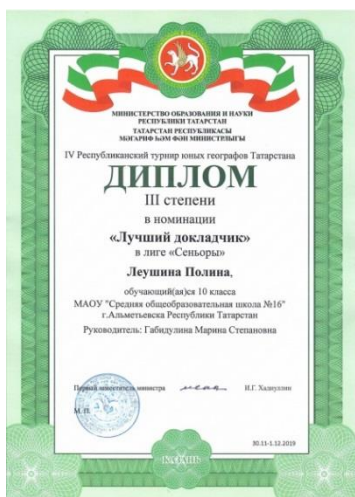 МИНИСТЕРСТВО ОБРАЗОВАНИЯ И НАУКИ
РЕСПУБЛИКИ ТАТАРСТАН
ТАТАРСТАН РЕСПУБЛИКАСЫ
МӘГАРИФ ҺӘМ ФӘН МИНИСТРЛЫГЫ
IV Республиканский турнир юных географов Татарстана
ДИПЛОМ
III степени
в номинации
«Лучший докладчик»
в лиге «Сеньоры»
Леушина Полина,
обучающий(ая)ся 10 класса
МАОУ "Средняя общеобразовательная школа №16"
г.Альметьевска Республики Татарстан
Руководитель: Габидулина Марина Степановна
Первый заместитель министра
И.Г. Хадиуллин
М. П.
30.11-1.12.2019
КАЗАНЬ